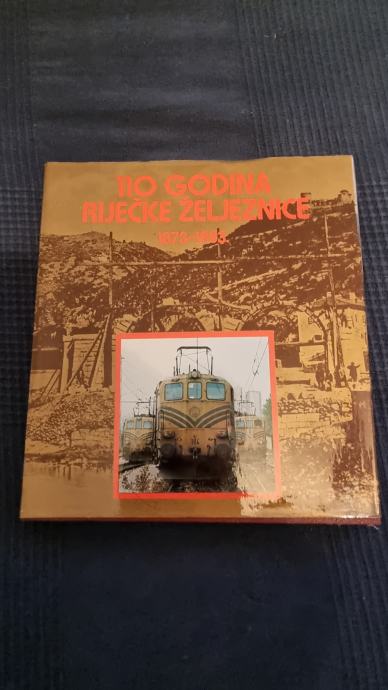 110 GODINA
RIJEČKE ŽELJEZNICE
1873-1983.